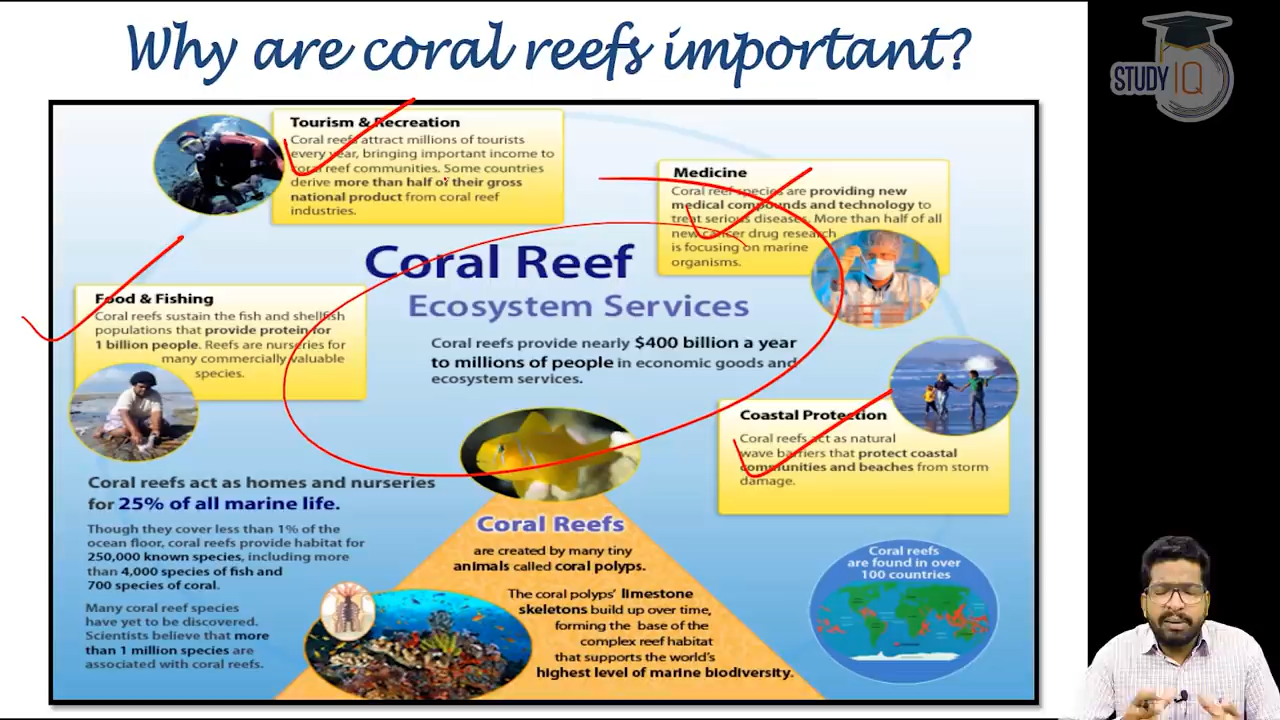 Why are coral reefs important?
STUDY IQ
Tourism & Recreation
Coral reefs attract millions of tourists
every year, bringing important income to
coral reef communities. Some countries
derive more than half of their gross
national product from coral reef
industries.
Medicine
Coral reef species are providing new
medical compounds and technology to
treat serious diseases. More than half of all
new cancer drug research
is focusing on marine
organisms.
Coral Reef
Ecosystem Services
Coral reefs provide nearly $400 billion a year
to millions of people in economic goods and
ecosystem services.
Food & Fishing
Coral reefs sustain the fish and shellfish
populations that provide protein for
1 billion people. Reefs are nurseries for
many commercially valuable
species.
Coastal Protection
Coral reefs act as natural
wave barriers that protect coastal
communities and beaches from storm
damage.
Coral reefs act as homes and nurseries
for 25% of all marine life.
Though they cover less than 1% of the
ocean floor, coral reefs provide habitat for
250,000 known species, including more
than 4,000 species of fish and
700 species of coral.
Many coral reef species
have yet to be discovered.
Scientists believe that more
than 1 million species are
associated with coral reefs.
Coral Reefs
are created by many tiny
animals called coral polyps.
The coral polyps' limestone
skeletons build up over time,
forming the base of the
complex reef habitat
that supports the world's
highest level of marine biodiversity.
Coral reefs
are found in over
100 countries